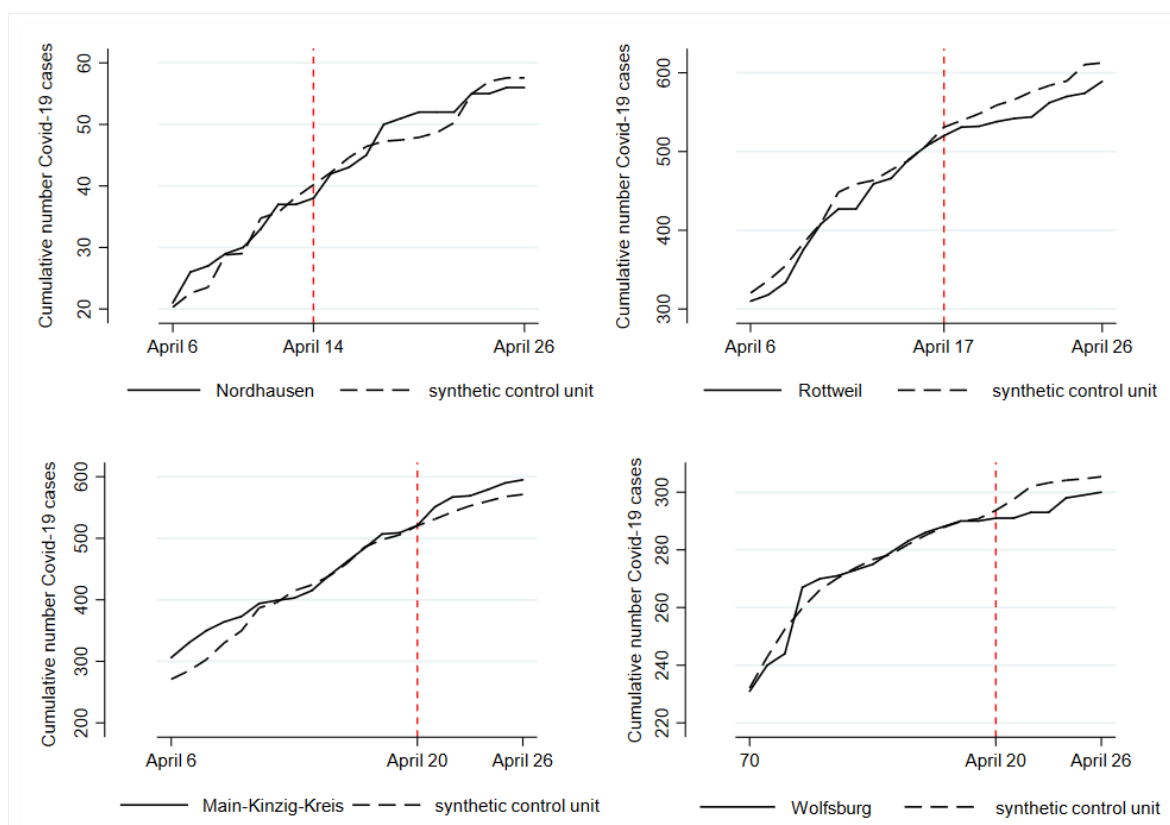 Cumulative number Covid-19 cases
60
50
40
30
20
April 6
April 14
April 26
Nordhausen
synthetic control unit
Cumulative number Covid-19 cases
600
500
400
300
April 6
April 17
April 26
Rottweil
synthetic control unit
Cumulative number Covid-19 cases
600
500
400
300
200
April 6
April 20
April 26
Main-Kinzig-Kreis
synthetic control unit
Cumulative number Covid-19 cases
300
280
260
240
220
70
April 20
April 26
Wolfsburg
synthetic control unit